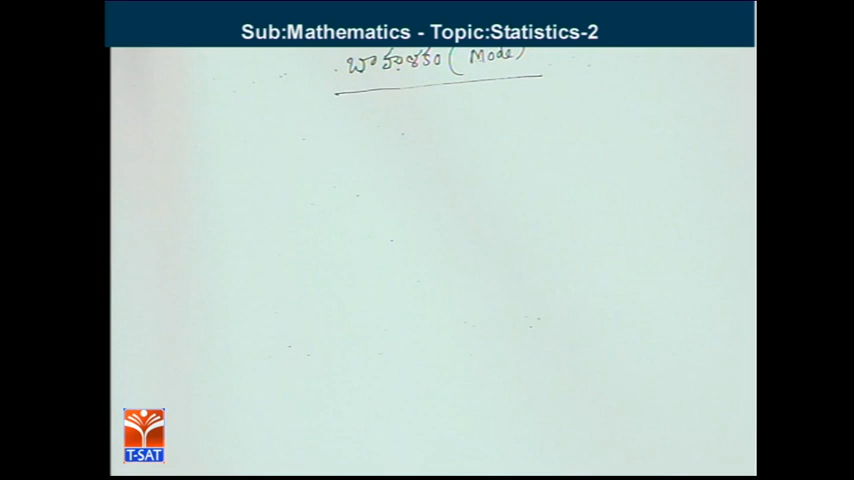 Sub:Mathematics - Topic:Statistics-2
బాహుళకం ( Mode )
T-SAT